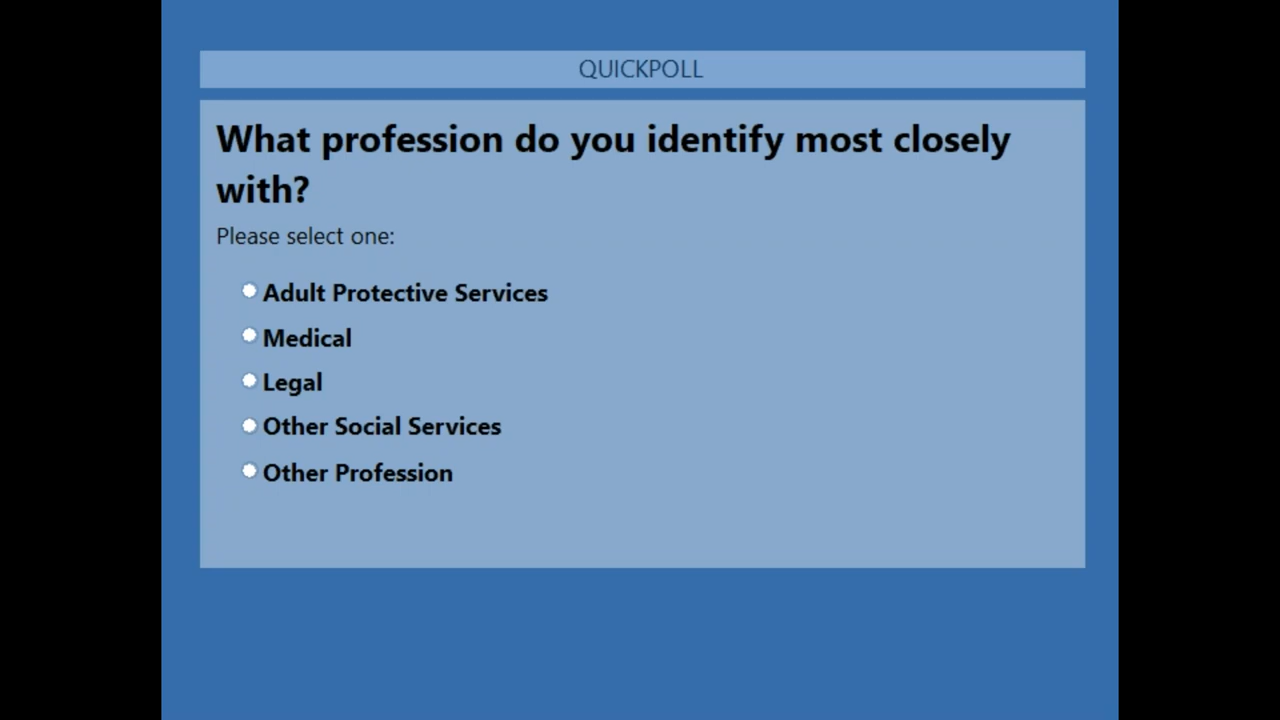 QUICKPOLL
What profession do you identify most closely
with?
Please select one:
Adult Protective Services
Medical
Legal
Other Social Services
Other Profession